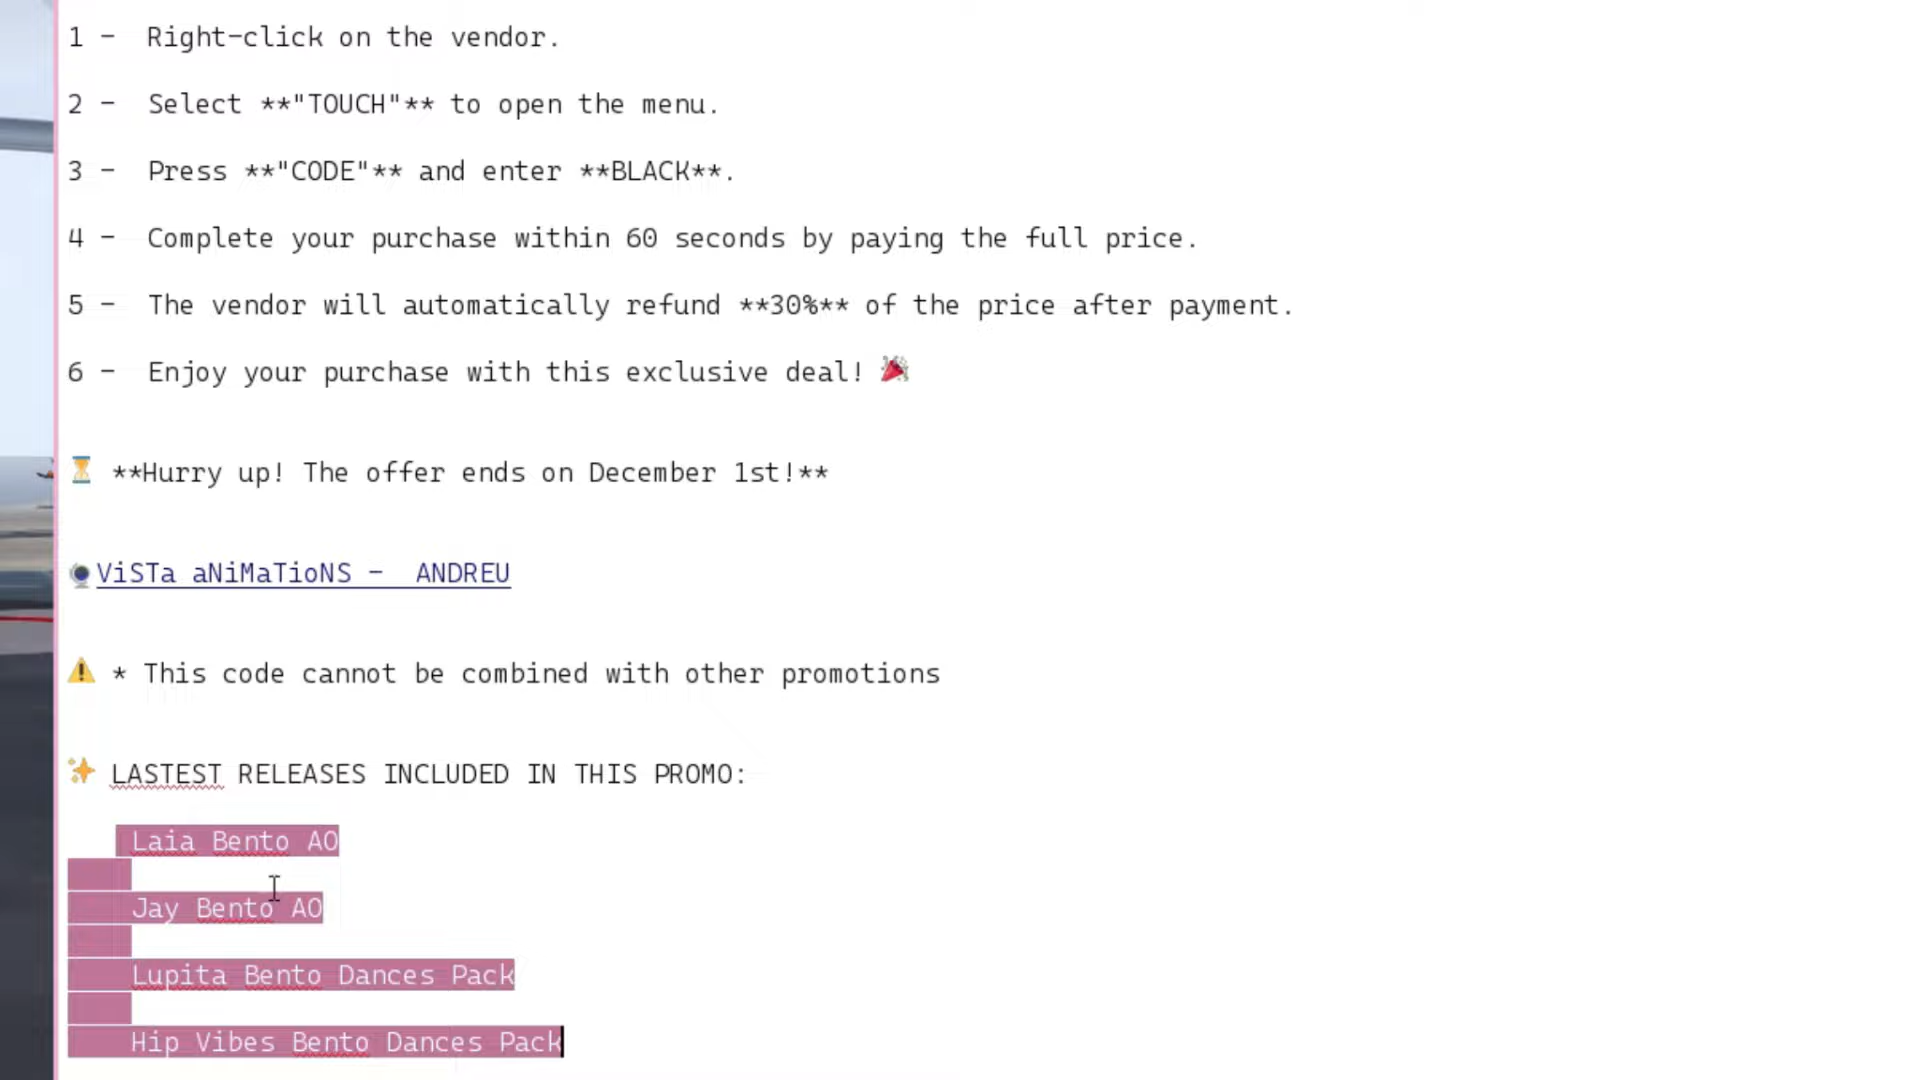 1 -  Right-click on the vendor.
2 -  Select **"TOUCH"** to open the menu.
3 -  Press **"CODE"** and enter **BLACK**.
4 -  Complete your purchase within 60 seconds by paying the full price.
5 -  The vendor will automatically refund **30%** of the price after payment.
6 -  Enjoy your purchase with this exclusive deal! 🎉
⏳ **Hurry up! The offer ends on December 1st!**
ViSTa aNiMaTioNS -  ANDREU
⚠️ * This code cannot be combined with other promotions
✨ LASTEST RELEASES INCLUDED IN THIS PROMO:
Laia Bento AO
Jay Bento AO
Lupita Bento Dances Pack
Hip Vibes Bento Dances Pack